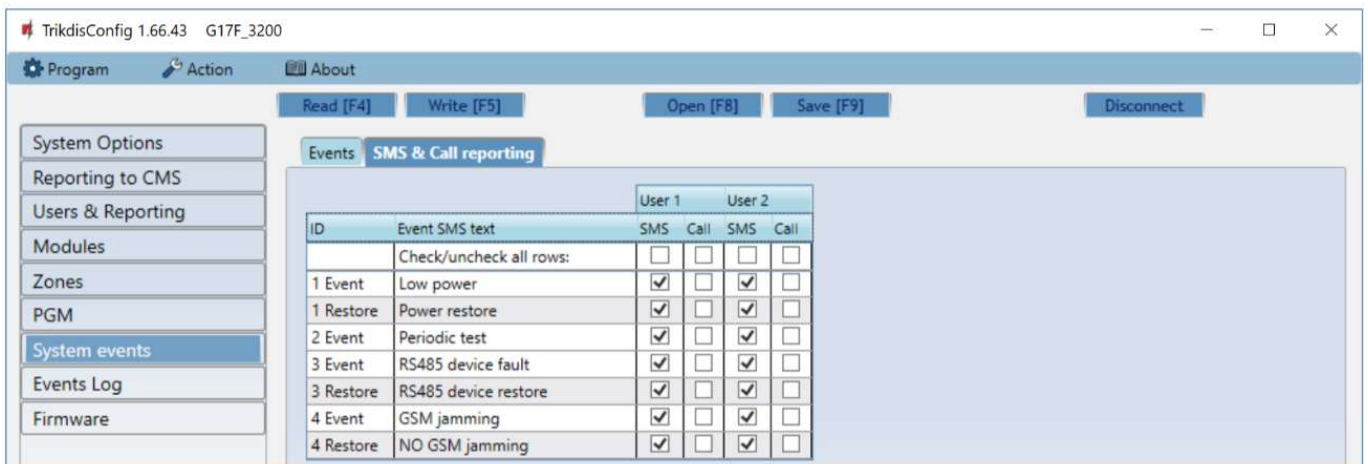 TrikdisConfig 1.66.43 G17F_3200
Program Action About
Read [F4] Write [F5] Open [F8] Save [F9] Disconnect
System Options
Reporting to CMS
Users & Reporting
Modules
Zones
PGM
System events
Events Log
Firmware
Events SMS & Call reporting
User 1 User 2
ID Event SMS text SMS Call SMS Call
Check/uncheck all rows:
1 Event Low power
1 Restore Power restore
2 Event Periodic test
3 Event RS485 device fault
3 Restore RS485 device restore
4 Event GSM jamming
4 Restore NO GSM jamming